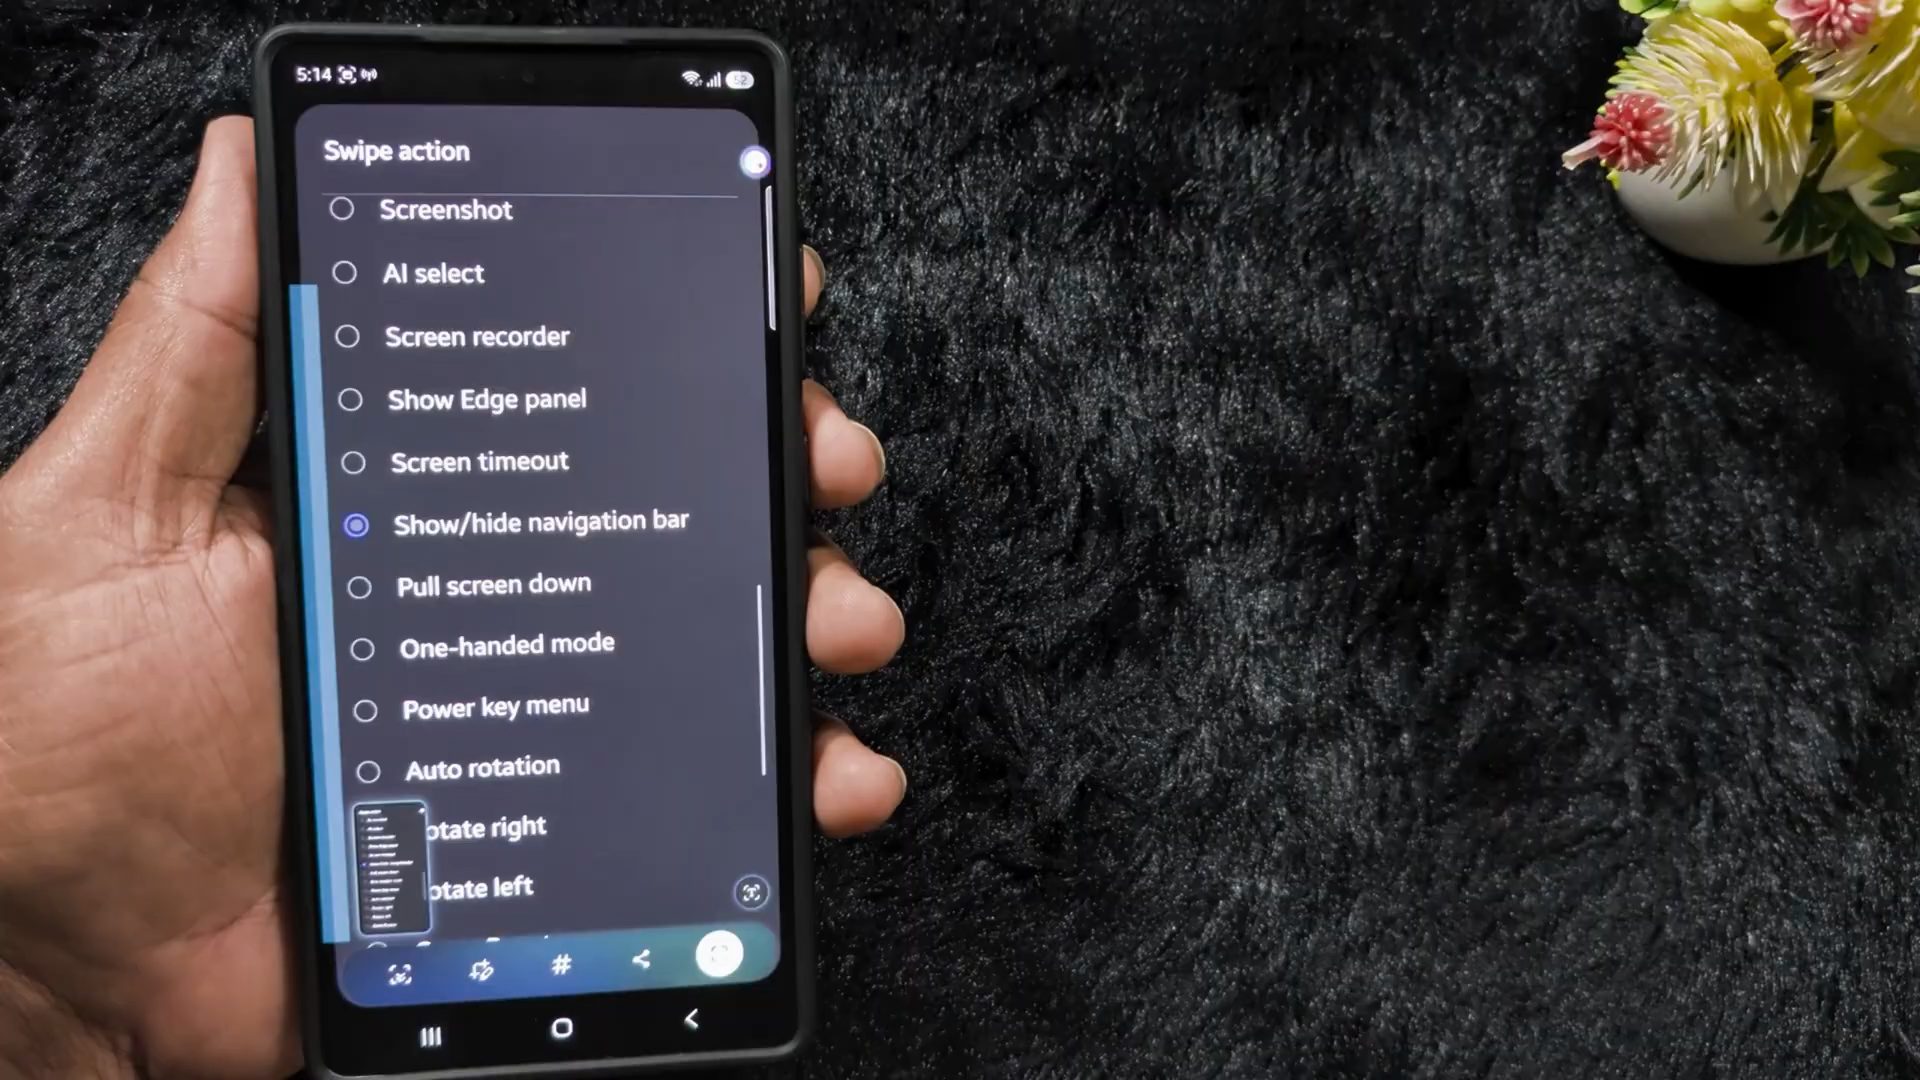 5:14
52
Swipe action
Screenshot
AI select
Screen recorder
Show Edge panel
Screen timeout
Show/hide navigation bar
Pull screen down
One-handed mode
Power key menu
Auto rotation
otate right
otate left